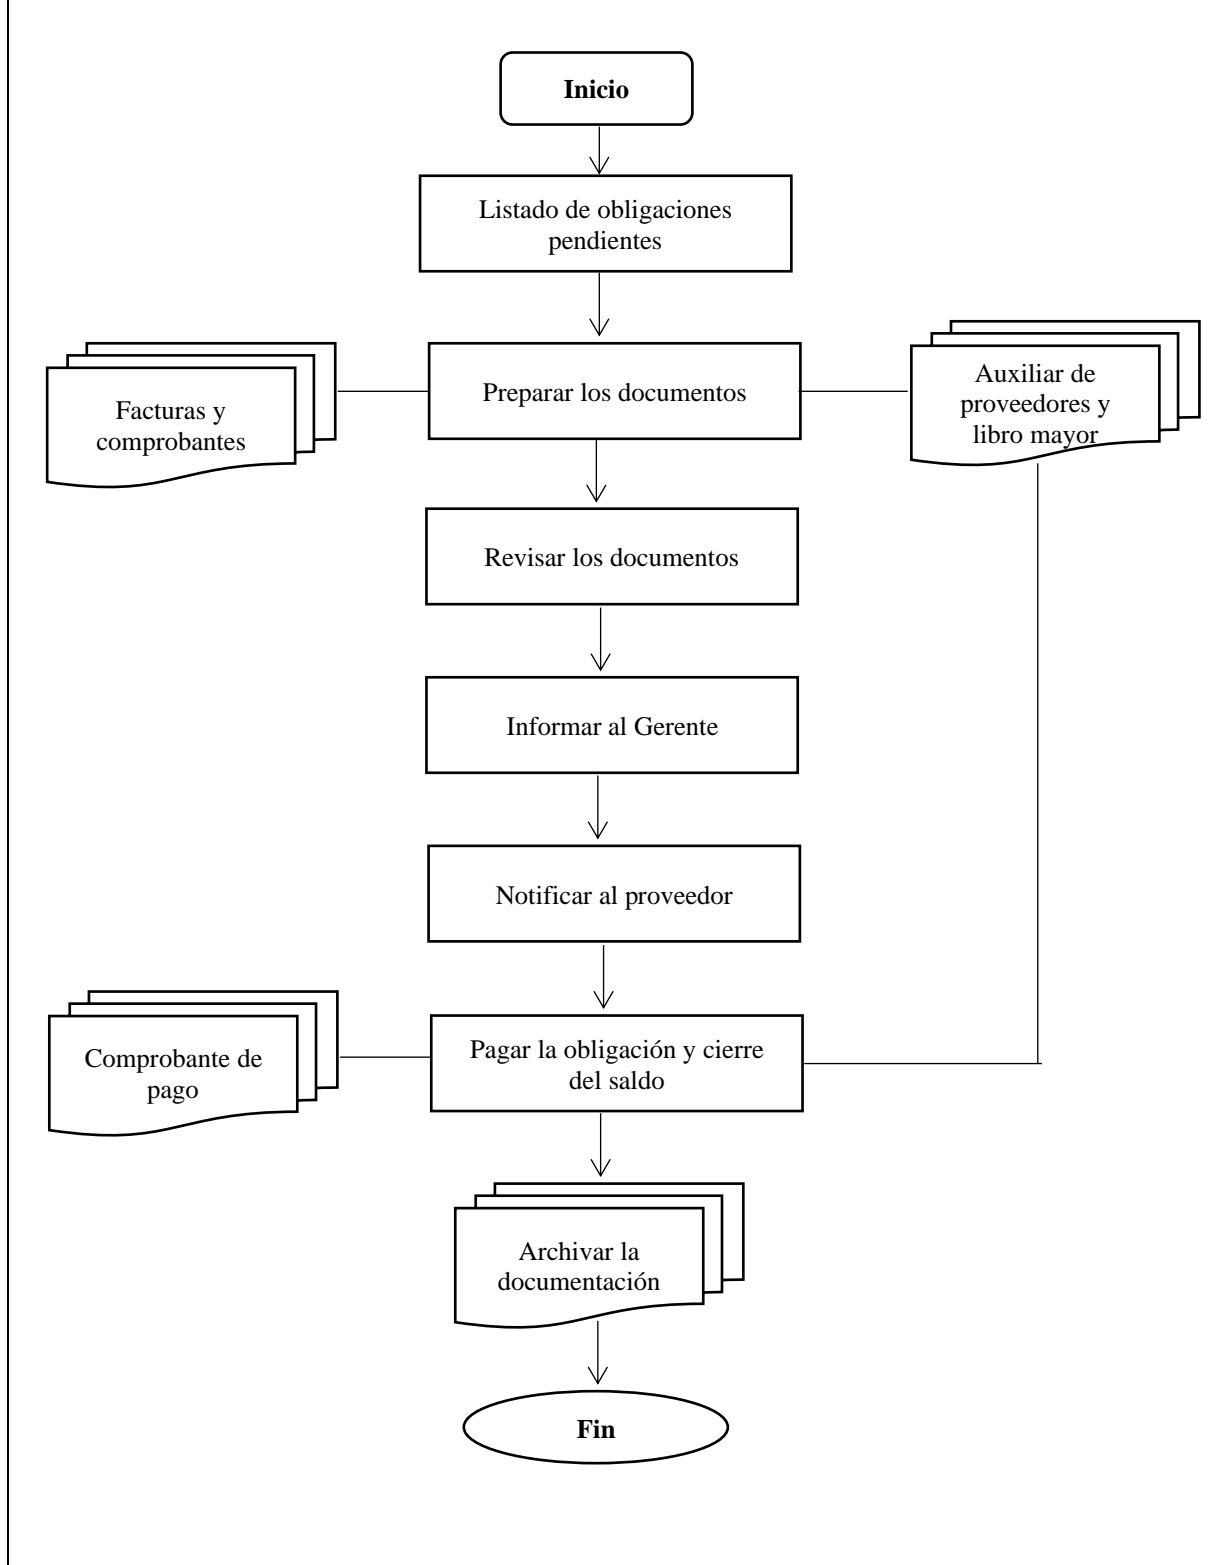 Inicio
Listado de obligaciones
pendientes
Facturas y
comprobantes
Preparar los documentos
Auxiliar de
proveedores y
libro mayor
Revisar los documentos
Informar al Gerente
Notificar al proveedor
Comprobante de
pago
Pagar la obligación y cierre
del saldo
Archivar la
documentación
Fin